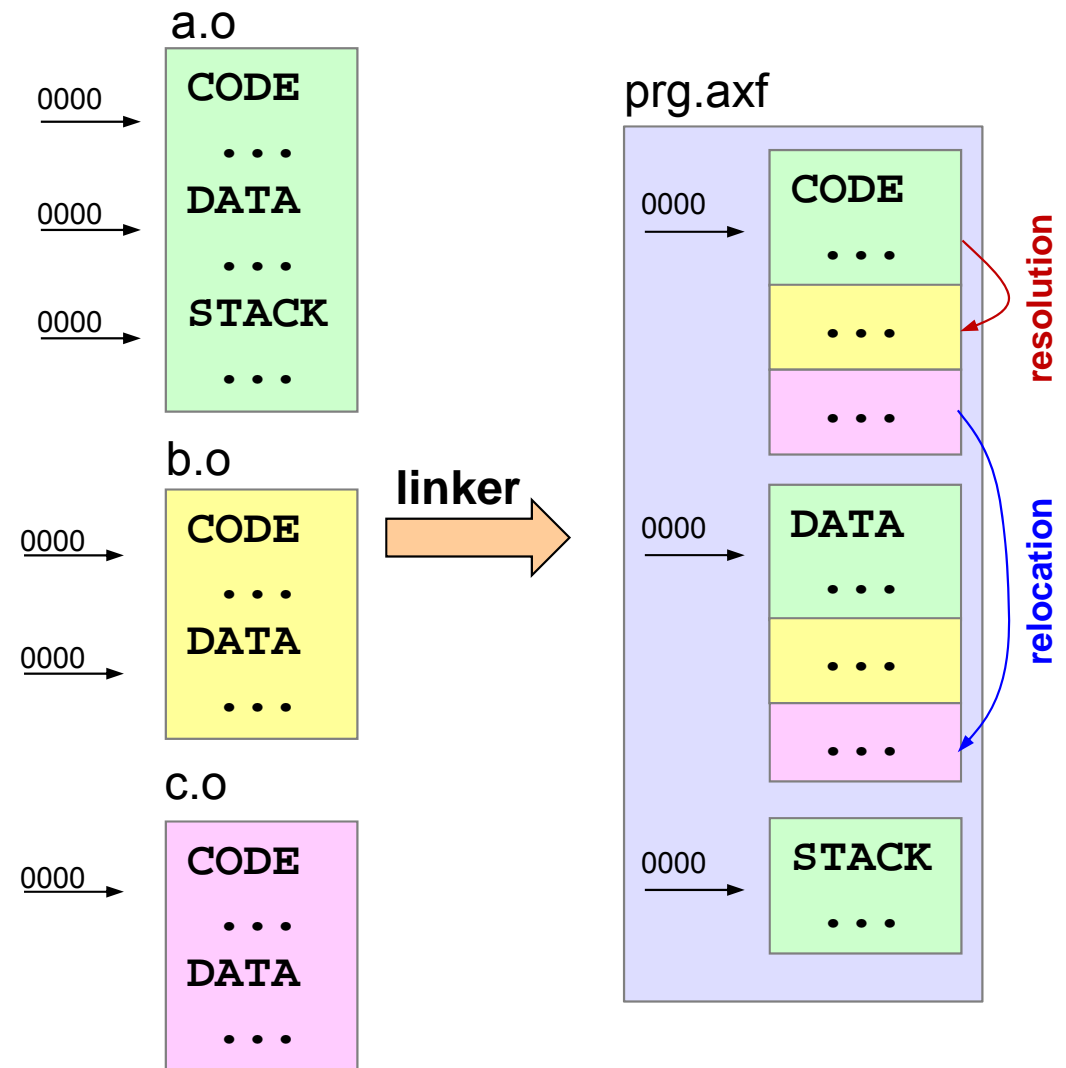 a.o
0000
CODE
...
0000
DATA
...
0000
STACK
...
b.o
0000
CODE
...
0000
DATA
...
c.o
0000
CODE
...
DATA
...
linker
prg.axf
0000
CODE
...
...
...
resolution
0000
DATA
...
...
...
relocation
0000
STACK
...